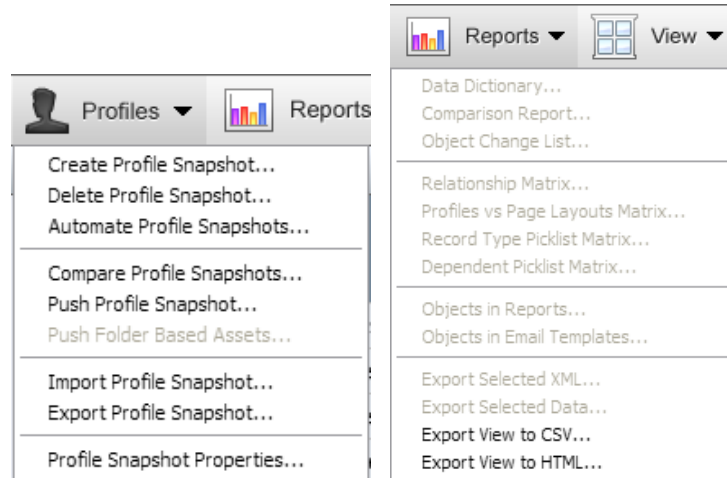 Profiles
Reports
Create Profile Snapshot...
Delete Profile Snapshot...
Automate Profile Snapshots...
Compare Profile Snapshots...
Push Profile Snapshot...
Push Folder Based Assets...
Import Profile Snapshot...
Export Profile Snapshot...
Profile Snapshot Properties...
Reports
View
Data Dictionary...
Comparison Report...
Object Change List...
Relationship Matrix...
Profiles vs Page Layouts Matrix...
Record Type Picklist Matrix...
Dependent Picklist Matrix...
Objects in Reports...
Objects in Email Templates...
Export Selected XML...
Export Selected Data...
Export View to CSV...
Export View to HTML...